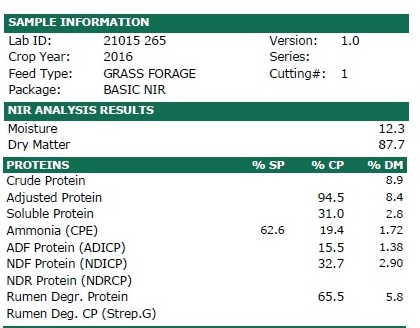 SAMPLE INFORMATION
Lab ID: 21015 265 Version: 1.0
Crop Year: 2016 Series:
Feed Type: GRASS FORAGE Cutting#: 1
Package: BASIC NIR
NIR ANALYSIS RESULTS
Moisture 12.3
Dry Matter 87.7
PROTEINS % SP % CP % DM
Crude Protein 8.9
Adjusted Protein 94.5 8.4
Soluble Protein 31.0 2.8
Ammonia (CPE) 62.6 19.4 1.72
ADF Protein (ADICP) 15.5 1.38
NDF Protein (NDICP) 32.7 2.90
NDR Protein (NDRCP)
Rumen Degr. Protein 65.5 5.8
Rumen Deg. CP (Strep.G)